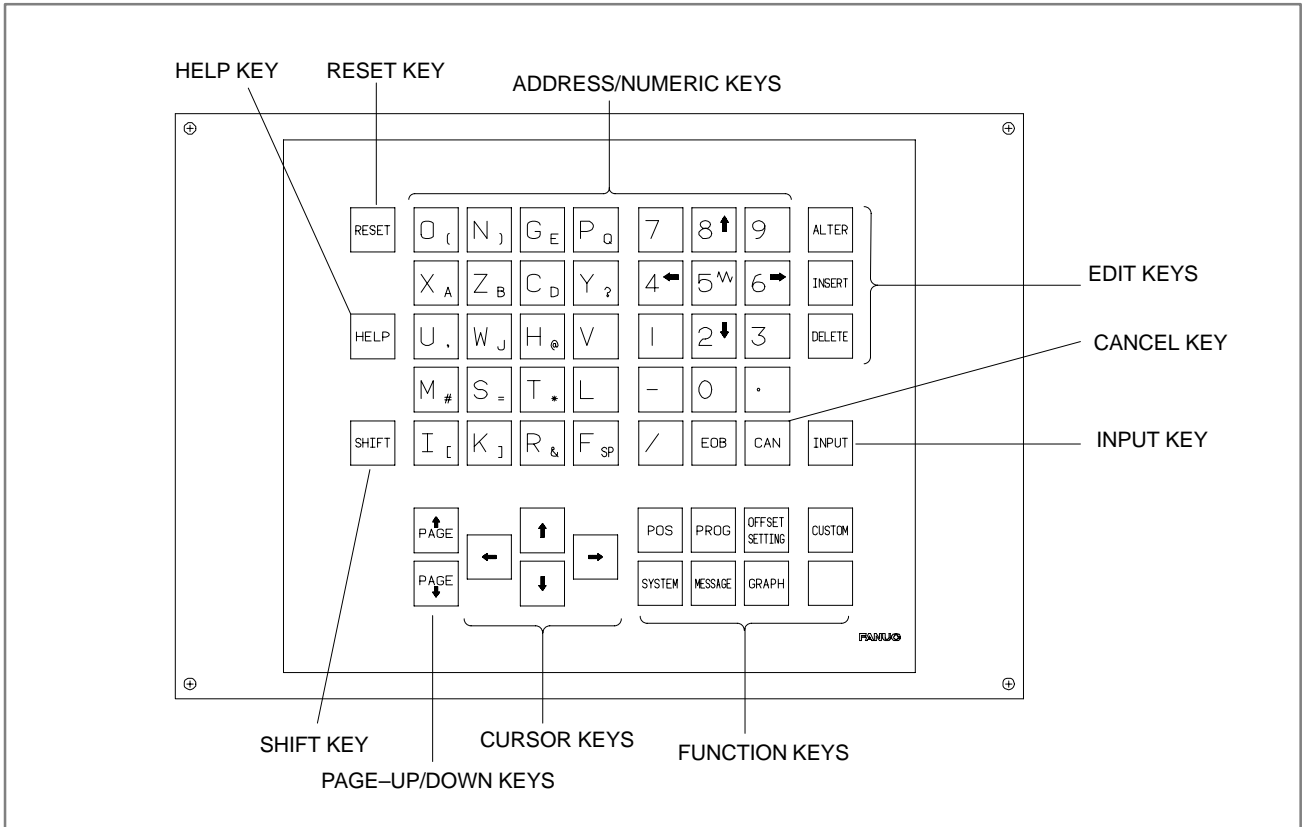 HELP KEY RESET KEY
ADDRESS/NUMERIC KEYS
RESET O ( N ) G E P Q 7 8 9 ALTER
X A Z B C D Y ? 4 5 6 INSERT
EDIT KEYS
HELP U , W J H @ V 1 2 3 DELETE
CANCEL KEY
M # S = T * L - 0 .
SHIFT I [ K ] R & F SP / EOB CAN INPUT
INPUT KEY
PAGE POS PROG OFFSET SETTING CUSTOM
PAGE SYSTEM MESSAGE GRAPH
FANUC
SHIFT KEY
CURSOR KEYS
FUNCTION KEYS
PAGE–UP/DOWN KEYS